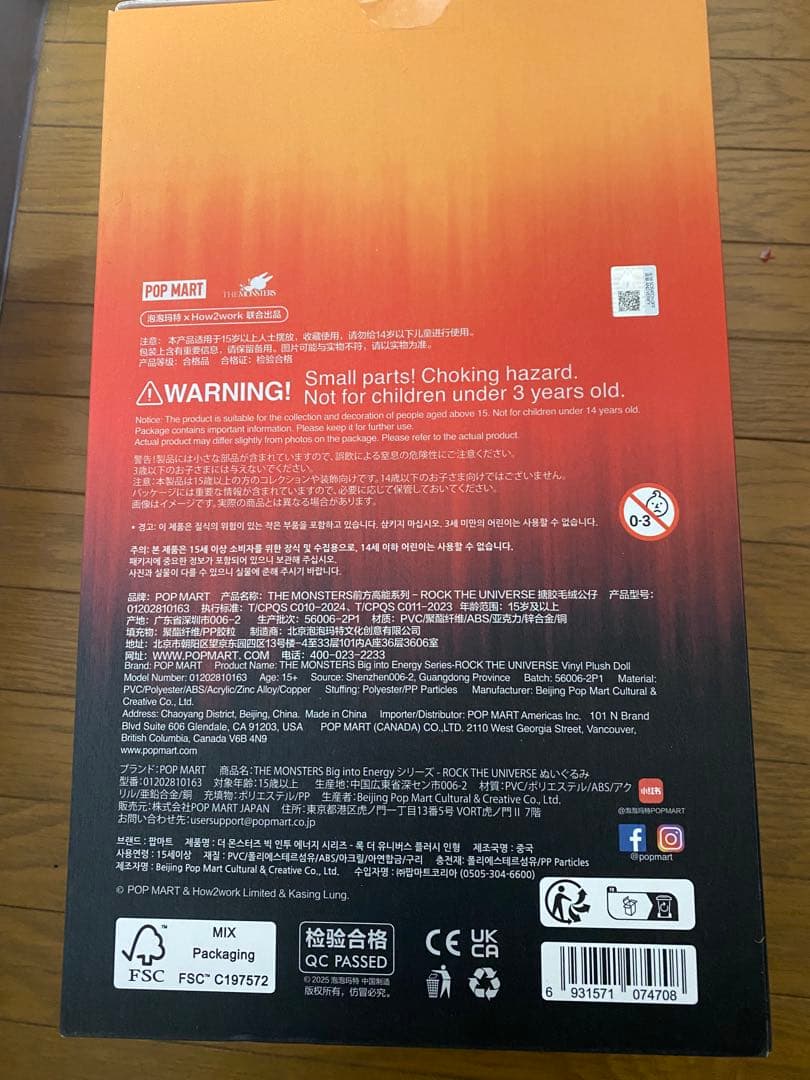 POP MART THE MONSTERS
泡泡玛特 × How2work 联合出品
注意： 本产品适用于15岁以上人士摆放，收藏使用，请勿给14岁以下儿童进行使用。
包装上含有重要信息，请保留备用。图片可能与实物不符，请以实物为准。
产品等级：合格品 合格证：检验合格
WARNING! Small parts! Choking hazard.
Not for children under 3 years old.
Notice: The product is suitable for the collection and decoration of people aged above 15. Not for children under 14 years old.
Package contains important information. Please keep it for further use.
Actual product may differ slightly from photos on the package. Please refer to the actual product.
警告!製品には小さな部品が含まれていますので、誤飲による窒息の危険性にご注意ください。
3歳以下のお子さまには与えないでください。
注意:本製品は15歳以上の方のコレクションや装飾向けです。14歳以下のお子さま向けではございません。
パッケージには重要な情報が含まれていますので、必要に応じて保管しておいてください。
画像はイメージです。実際の商品とは異なる場合があります。
0-3
• 경고: 이 제품은 질식의 위험이 있는 작은 부품을 포함하고 있습니다. 삼키지 마십시오. 3세 미만의 어린이는 사용할 수 없습니다.
주의: 본 제품은 15세 이상 소비자를 위한 장식 및 수집용으로, 14세 이하 어린이는 사용할 수 없습니다.
패키지에 중요한 정보가 포함되어 있으니 보관해 주십시오.
사진과 실물이 다를 수 있으니 실물에 준해 주시기 바랍니다.
品牌：POP MART 产品名称：THE MONSTERS前方高能系列 - ROCK THE UNIVERSE 搪胶毛绒公仔 产品型号：
01202810163 执行标准：T/CPQS C010-2024、T/CPQS C011-2023 年龄范围：15岁及以上
产地：广东省深圳市006-2 生产批次：56006-2P1 材质：PVC/聚酯纤维/ABS/亚克力/锌合金/铜
填充物：聚酯纤维/PP胶粒 制造商：北京泡泡玛特文化创意有限公司
地址：北京市朝阳区望京东园四区13号楼-4至33层101内A座36层3606室
网址：WWW.POPMART.COM 电话：400-023-2233
Brand: POP MART Product Name: THE MONSTERS Big into Energy Series-ROCK THE UNIVERSE Vinyl Plush Doll
Model Number: 01202810163 Age: 15+ Source: Shenzhen006-2, Guangdong Province Batch: 56006-2P1 Material:
PVC/Polyester/ABS/Acrylic/Zinc Alloy/Copper Stuffing: Polyester/PP Particles Manufacturer: Beijing Pop Mart Cultural &
Creative Co., Ltd.
Address: Chaoyang District, Beijing, China. Made in China Importer/Distributor: POP MART Americas Inc. 101 N Brand
Blvd Suite 606 Glendale, CA 91203, USA POP MART (CANADA) CO.,LTD. 2110 West Georgia Street, Vancouver,
British Columbia, Canada V6B 4N9
www.popmart.com
ブランド：POP MART 商品名：THE MONSTERS Big into Energy シリーズ - ROCK THE UNIVERSE ぬいぐるみ
型番：01202810163 対象年齢：15歳以上 生産地：中国広東省深セン市006-2 材質：PVC/ポリエステル/ABS/アク
リル/亜鉛合金/銅 充填物：ポリエステル/PP 生産者：Beijing Pop Mart Cultural & Creative Co., Ltd.
販売元：株式会社POP MART JAPAN 住所：東京都港区虎ノ門一丁目13番5号 VORT虎ノ門Ⅱ 7階
お問い合わせ先：usersupport@popmart.co.jp
小红书
@泡泡玛特POPMART
브랜드 : 팝마트 제품명 : 더 몬스터즈 빅 인투 에너지 시리즈 - 록 더 유니버스 플러시 인형 제조국명 : 중국
사용연령 : 15세이상 재질 : PVC/폴리에스테르섬유/ABS/아크릴/아연합금/구리 충전재: 폴리에스테르섬유/PP Particles
제조자명 : Beijing Pop Mart Cultural & Creative Co., Ltd. 수입자명 : ㈜팝마트코리아 (0505-304-6600)
@popmart
© POP MART & How2work Limited & Kasing Lung.
FSC™
MIX
Packaging
FSC™ C197572
检验合格
QC PASSED
© 2025 泡泡玛特 中国制造
版权所有，仿冒必究。
CE UK CA
6 931571 074708